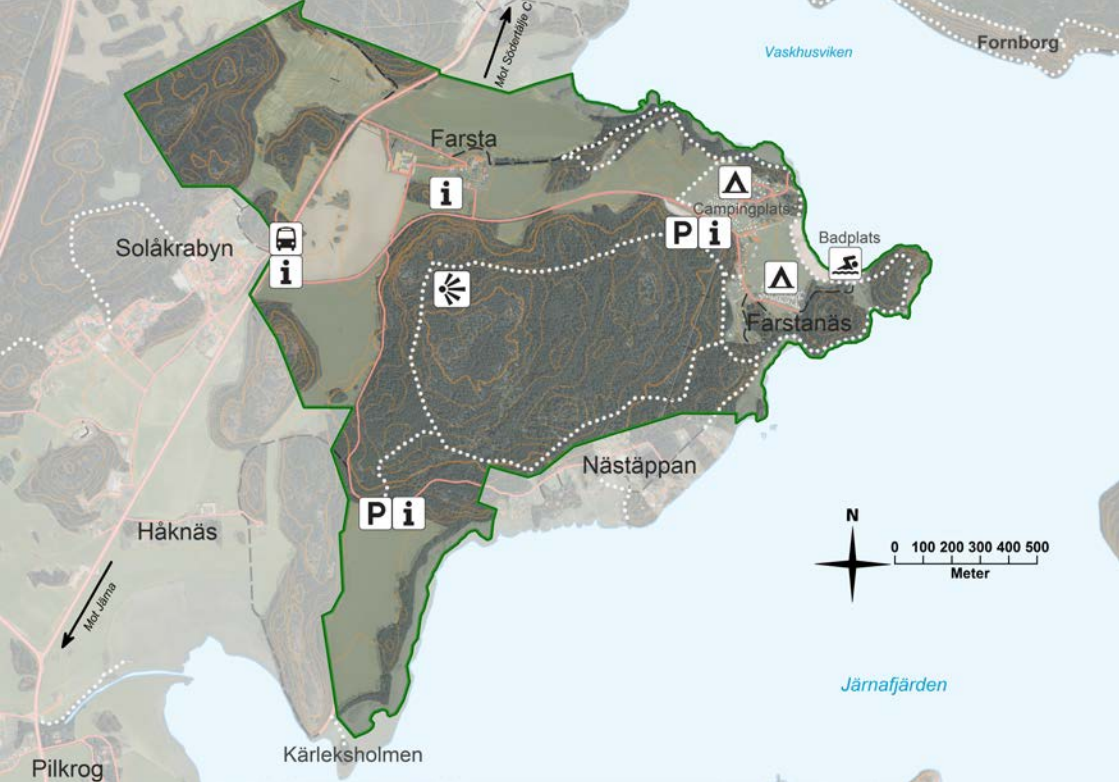 Mot Södertälje C
Vaskhusviken
Fornborg
Farsta
i
Campingplats
P i
Solåkrabyn
i
Badplats
Farstanäs
Nästäppan
P i
Håknäs
N
0 100 200 300 400 500
Meter
Mot Järna
Järnafjärden
Kärleksholmen
Pilkrog